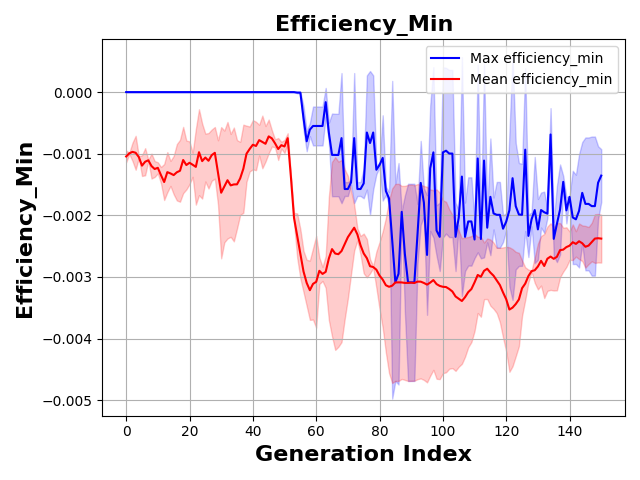 Efficiency_Min
Max efficiency_min
Mean efficiency_min
Efficiency_Min
0.000
−0.001
−0.002
−0.003
−0.004
−0.005
0 20 40 60 80 100 120 140
Generation Index